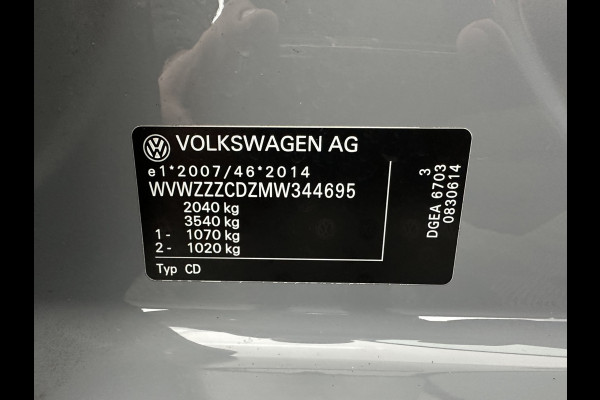 VOLKSWAGEN AG
e1*2007/46*2014
WVWZZZCDZMW344695
2040 kg
3540 kg
1- 1070 kg
2- 1020 kg
Typ CD
3
DGEA 6703
0830614